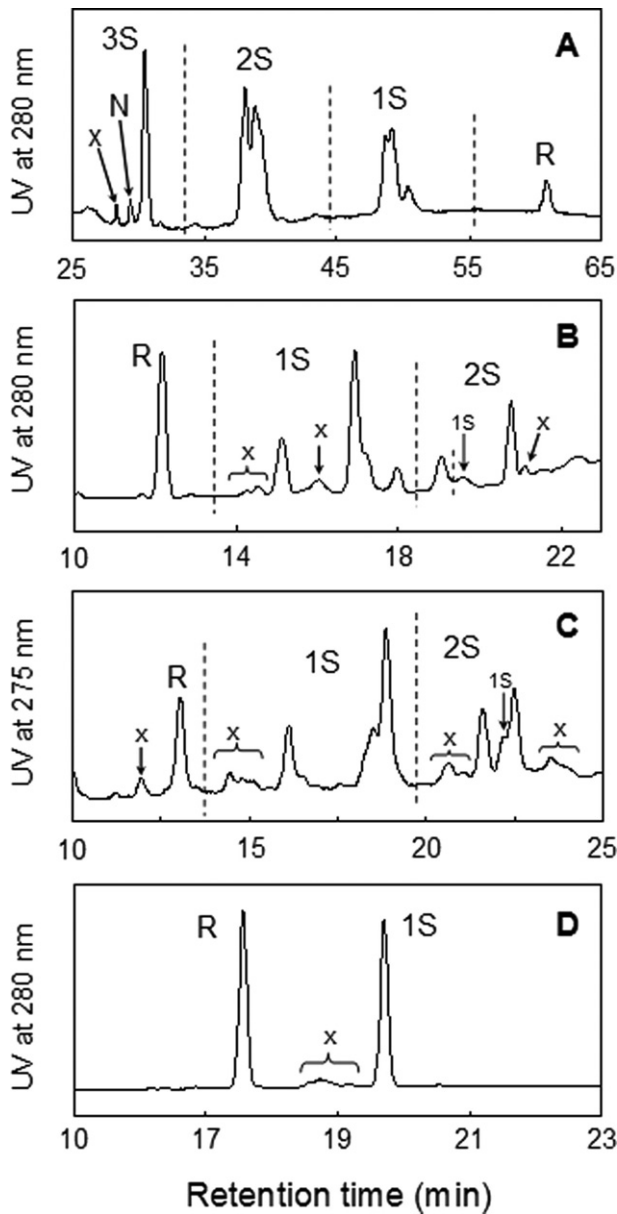 A
3S
2S
1S
N
x
R
UV at 280 nm
25 35 45 55 65
B
R
1S
2S
x
x
1S
x
UV at 280 nm
10 14 18 22
C
R
1S
2S
x
x
1S
x
x
UV at 275 nm
10 15 20 25
D
R
1S
x
UV at 280 nm
10 17 19 21 23
Retention time (min)